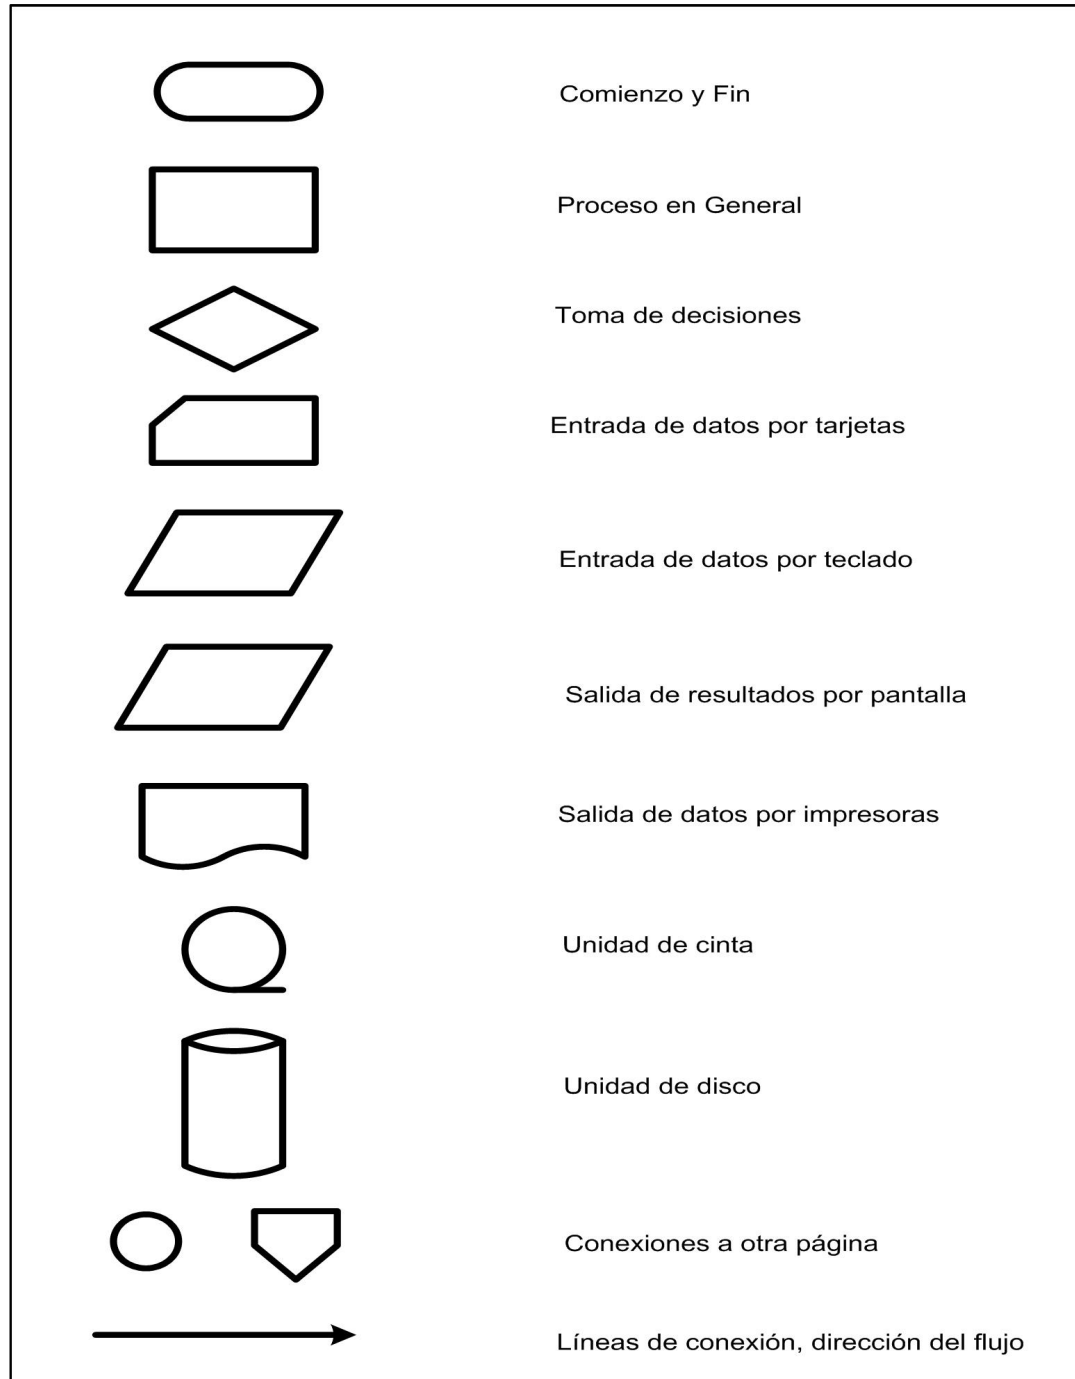 Comienzo y Fin
Proceso en General
Toma de decisiones
Entrada de datos por tarjetas
Entrada de datos por teclado
Salida de resultados por pantalla
Salida de datos por impresoras
Unidad de cinta
Unidad de disco
Conexiones a otra página
Líneas de conexión, dirección del flujo